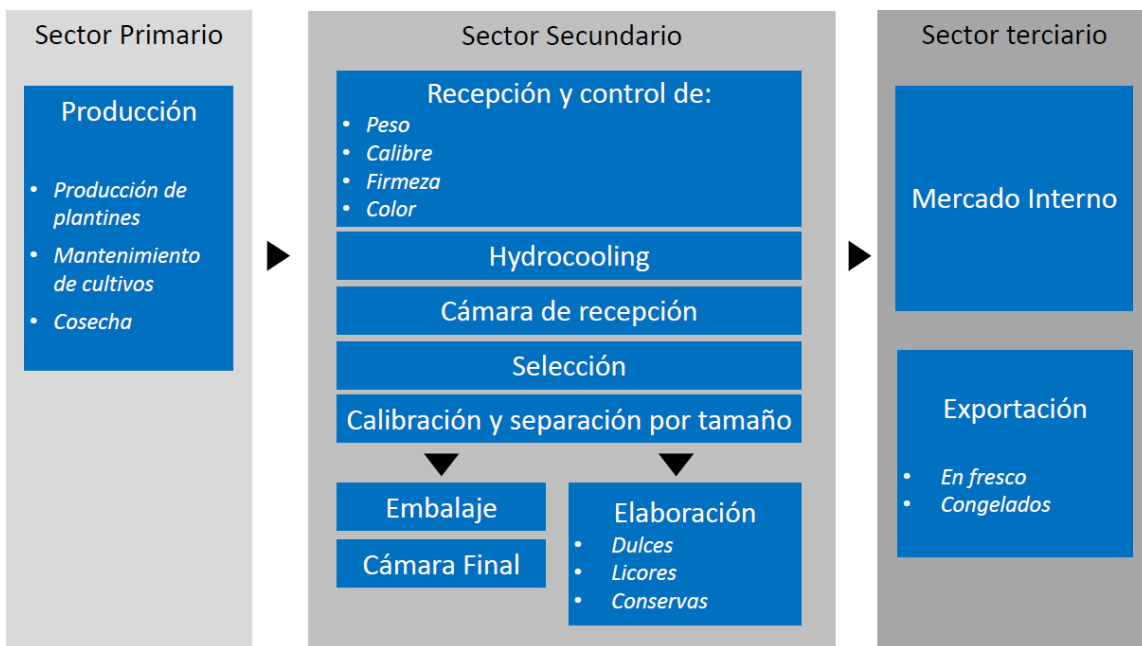 Sector Primario
Producción
• Producción de
plantines
• Mantenimiento
de cultivos
• Cosecha
Sector Secundario
Recepción y control de:
• Peso
• Calibre
• Firmeza
• Color
Hydrocooling
Cámara de recepción
Selección
Calibración y separación por tamaño
Embalaje
Cámara Final
Elaboración
• Dulces
• Licores
• Conservas
Sector terciario
Mercado Interno
Exportación
• En fresco
• Congelados